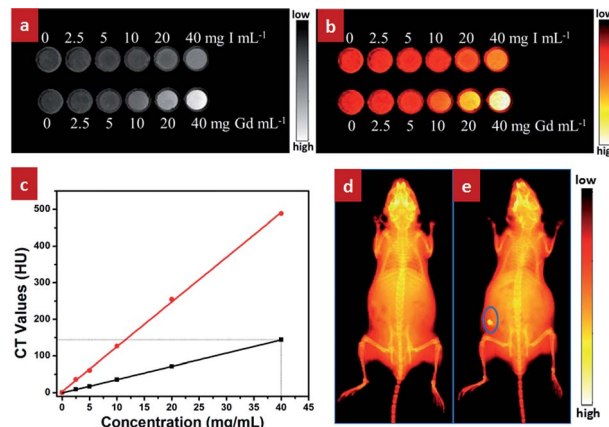 a
low
0 2.5 5 10 20 40 mg I mL⁻¹
0 2.5 5 10 20 40 mg Gd mL⁻¹
high
b
low
0 2.5 5 10 20 40 mg I mL⁻¹
0 2.5 5 10 20 40 mg Gd mL⁻¹
high
c
CT Values (HU)
500
400
300
200
100
0
0 5 10 15 20 25 30 35 40 45
Concentration (mg/mL)
d
e
low
high